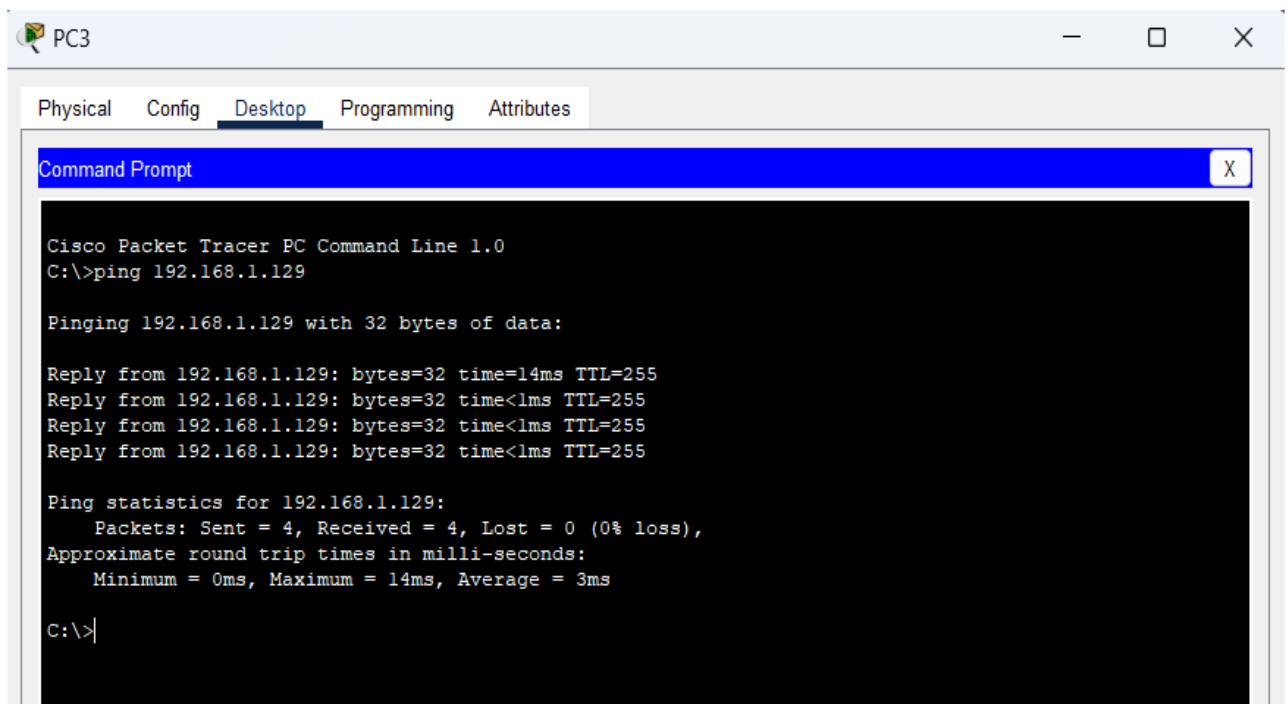 PC3
Physical Config Desktop Programming Attributes
Command Prompt X
Cisco Packet Tracer PC Command Line 1.0
C:\>ping 192.168.1.129
Pinging 192.168.1.129 with 32 bytes of data:
Reply from 192.168.1.129: bytes=32 time=14ms TTL=255
Reply from 192.168.1.129: bytes=32 time<1ms TTL=255
Reply from 192.168.1.129: bytes=32 time<1ms TTL=255
Reply from 192.168.1.129: bytes=32 time<1ms TTL=255
Ping statistics for 192.168.1.129:
Packets: Sent = 4, Received = 4, Lost = 0 (0% loss),
Approximate round trip times in milli-seconds:
Minimum = 0ms, Maximum = 14ms, Average = 3ms
C:\>